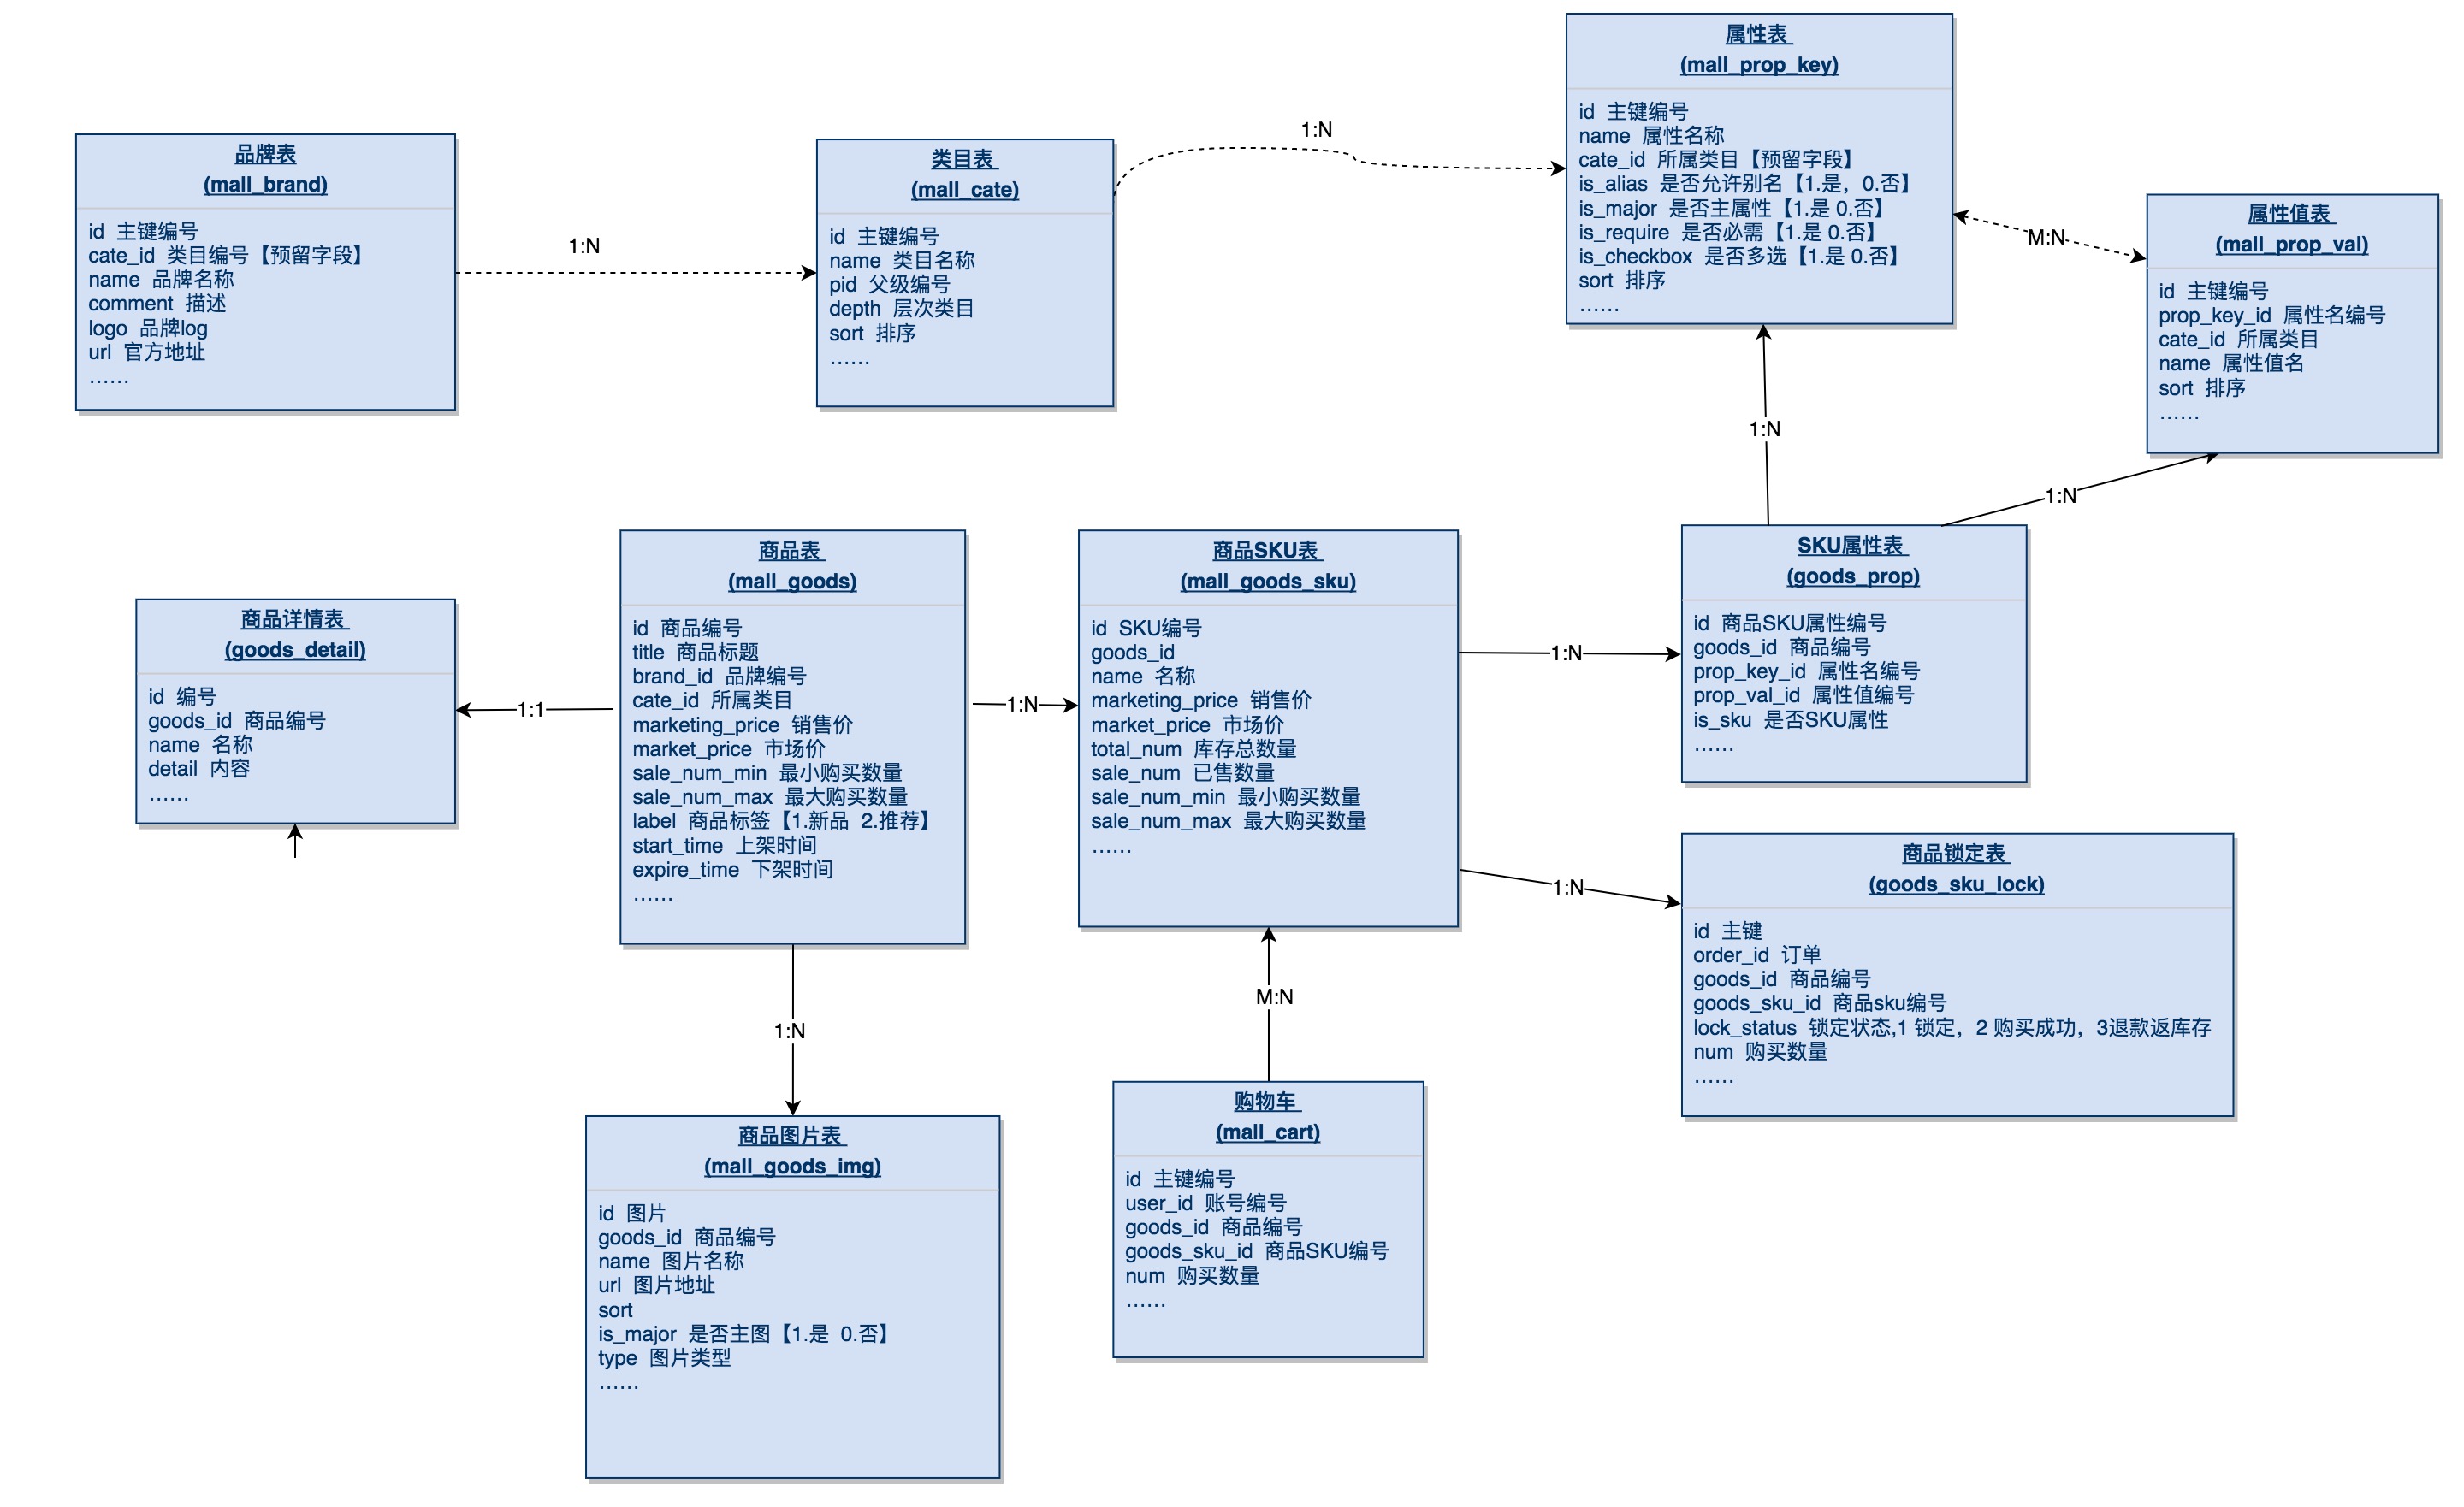 品牌表
(mall_brand)
id 主键编号
cate_id 类目编号【预留字段】
name 品牌名称
comment 描述
logo 品牌log
url 官方地址
……
1:N
类目表
(mall_cate)
id 主键编号
name 类目名称
pid 父级编号
depth 层次类目
sort 排序
……
1:N
属性表
(mall_prop_key)
id 主键编号
name 属性名称
cate_id 所属类目【预留字段】
is_alias 是否允许别名【1.是，0.否】
is_major 是否主属性【1.是 0.否】
is_require 是否必需【1.是 0.否】
is_checkbox 是否多选【1.是 0.否】
sort 排序
……
M:N
属性值表
(mall_prop_val)
id 主键编号
prop_key_id 属性名编号
cate_id 所属类目
name 属性值名
sort 排序
……
1:N
1:N
商品详情表
(goods_detail)
id 编号
goods_id 商品编号
name 名称
detail 内容
……
1:1
商品表
(mall_goods)
id 商品编号
title 商品标题
brand_id 品牌编号
cate_id 所属类目
marketing_price 销售价
market_price 市场价
sale_num_min 最小购买数量
sale_num_max 最大购买数量
label 商品标签【1.新品 2.推荐】
start_time 上架时间
expire_time 下架时间
……
1:N
商品SKU表
(mall_goods_sku)
id SKU编号
goods_id
name 名称
marketing_price 销售价
market_price 市场价
total_num 库存总数量
sale_num 已售数量
sale_num_min 最小购买数量
sale_num_max 最大购买数量
……
1:N
SKU属性表
(goods_prop)
id 商品SKU属性编号
goods_id 商品编号
prop_key_id 属性名编号
prop_val_id 属性值编号
is_sku 是否SKU属性
……
1:N
商品锁定表
(goods_sku_lock)
id 主键
order_id 订单
goods_id 商品编号
goods_sku_id 商品sku编号
lock_status 锁定状态,1 锁定，2 购买成功，3退款返库存
num 购买数量
……
1:N
商品图片表
(mall_goods_img)
id 图片
goods_id 商品编号
name 图片名称
url 图片地址
sort
is_major 是否主图【1.是 0.否】
type 图片类型
……
M:N
购物车
(mall_cart)
id 主键编号
user_id 账号编号
goods_id 商品编号
goods_sku_id 商品SKU编号
num 购买数量
……